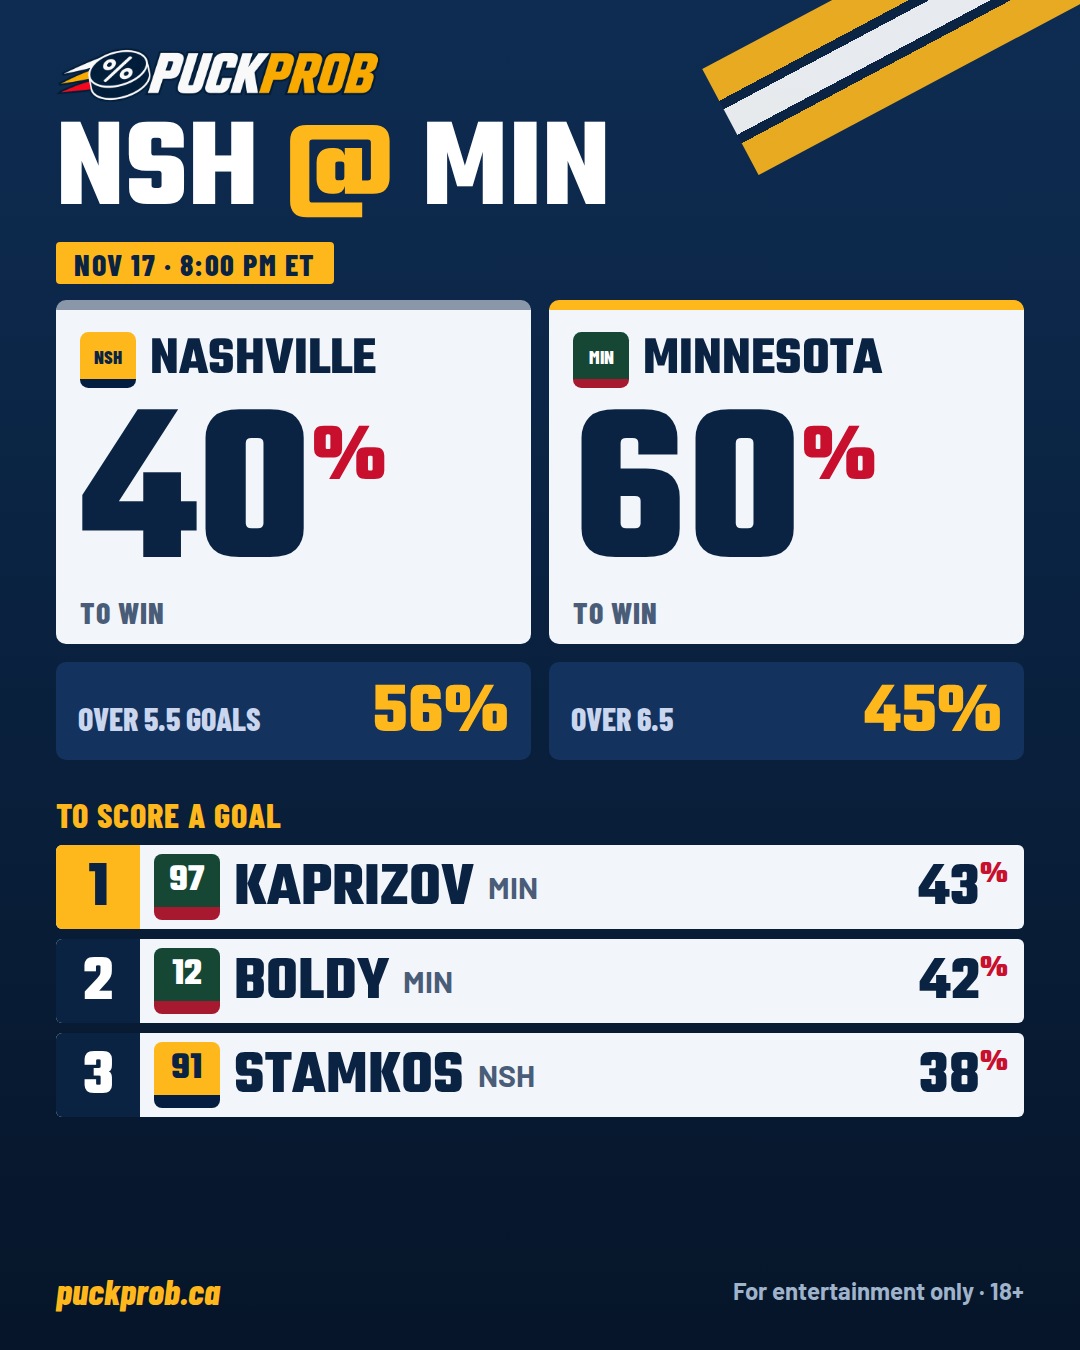 % PUCKPROB
NSH @ MIN
NOV 17 · 8:00 PM ET
NSH NASHVILLE
40%
TO WIN
MIN MINNESOTA
60%
TO WIN
OVER 5.5 GOALS 56%
OVER 6.5 45%
TO SCORE A GOAL
1 97 KAPRIZOV MIN 43%
2 12 BOLDY MIN 42%
3 91 STAMKOS NSH 38%
puckprob.ca
For entertainment only · 18+